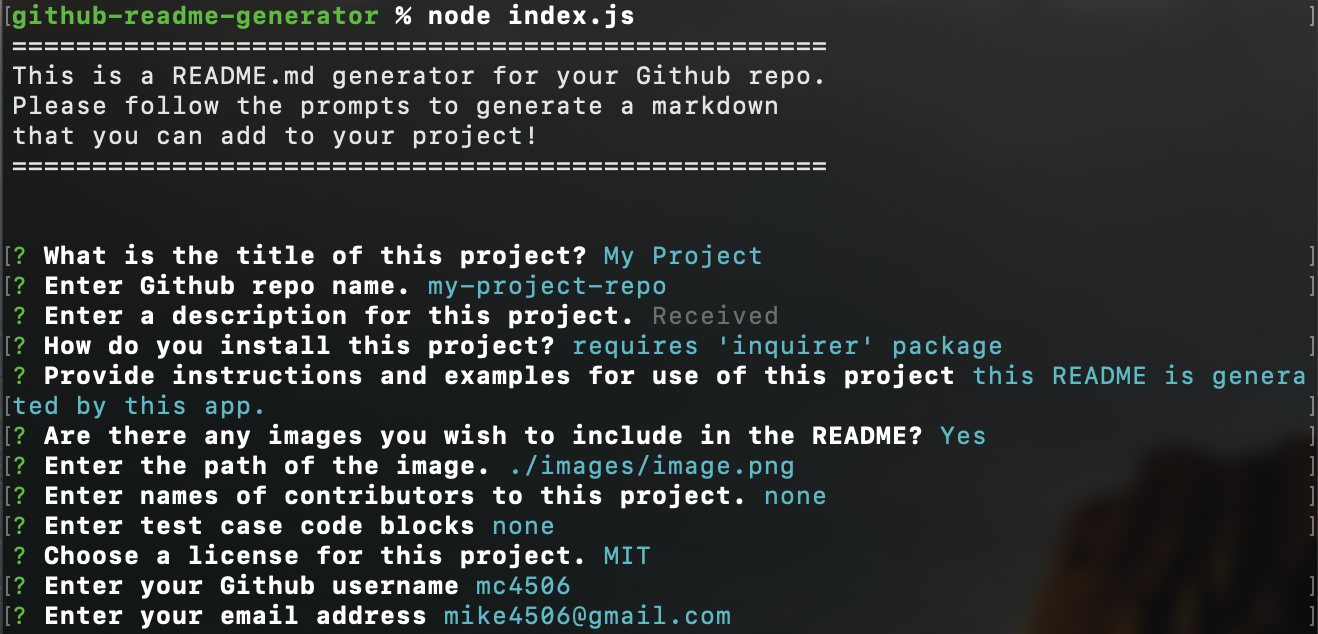 [github-readme-generator % node index.js ]
===================================================
This is a README.md generator for your Github repo.
Please follow the prompts to generate a markdown
that you can add to your project!
===================================================
[? What is the title of this project? My Project ]
[? Enter Github repo name. my-project-repo ]
? Enter a description for this project. Received
[? How do you install this project? requires 'inquirer' package ]
? Provide instructions and examples for use of this project this README is genera
[ted by this app. ]
[? Are there any images you wish to include in the README? Yes ]
[? Enter the path of the image. ./images/image.png ]
[? Enter names of contributors to this project. none ]
[? Enter test case code blocks none ]
? Choose a license for this project. MIT
[? Enter your Github username mc4506 ]
[? Enter your email address mike4506@gmail.com ]